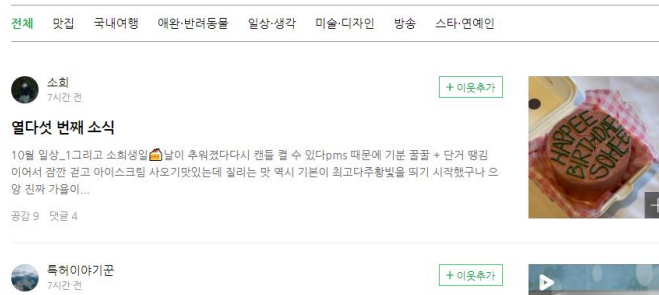 전체 맛집 국내여행 애완·반려동물 일상·생각 미술·디자인 방송 스타·연예인
소희
7시간 전
+ 이웃추가
열다섯 번째 소식
10월 일상_1그리고 소희생일🍰날이 추워졌다다시 캔들 켤 수 있다pms 때문에 기분 꿀꿀 + 단거 땡김
이어서 잠깐 걷고 아이스크림 사오기맛있는데 질리는 맛 역시 기본이 최고다주황빛을 띄기 시작했구나 으
앙 진짜 가을이...
공감 9 댓글 4
HAPPEE
BIRTHDAE
SOHEE
특허이야기꾼
7시간 전
+ 이웃추가